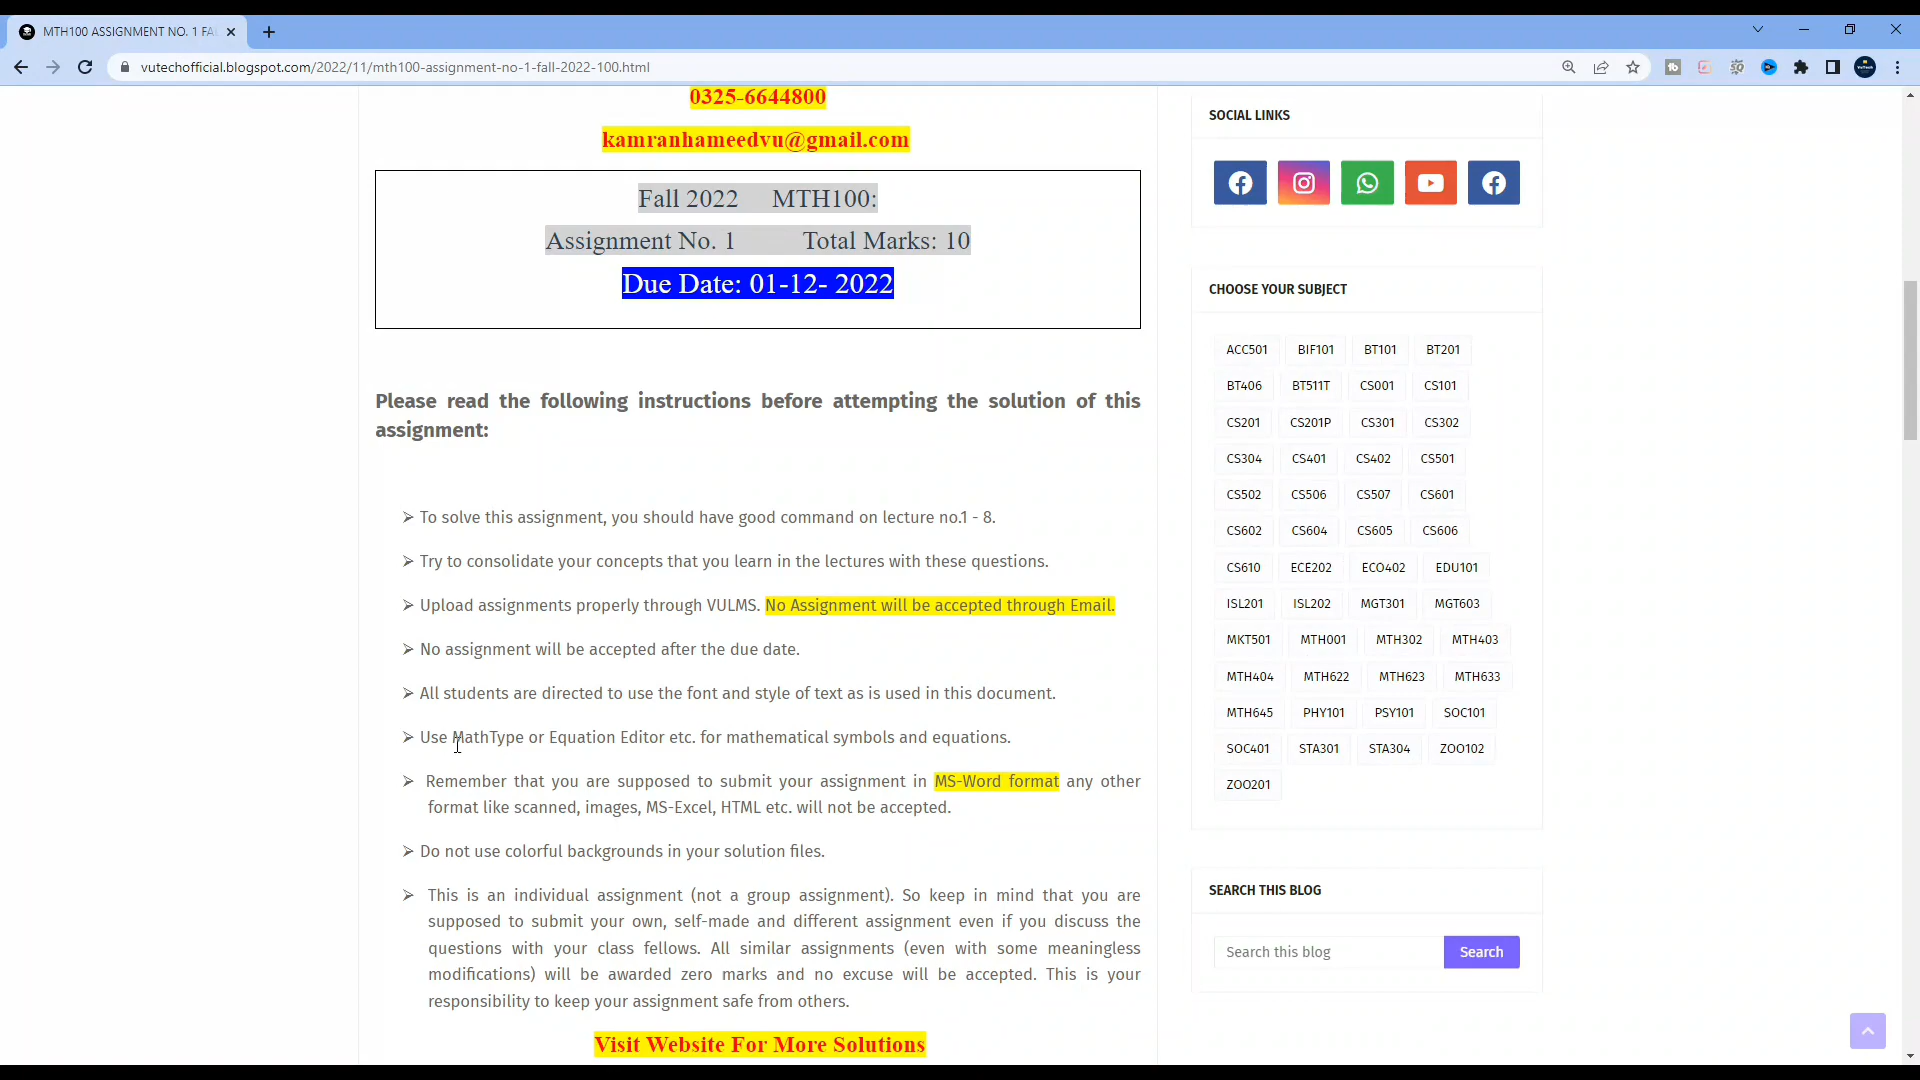 MTH100 ASSIGNMENT NO. 1 FA
vutechofficial.blogspot.com/2022/11/mth100-assignment-no-1-fall-2022-100.html
0325-6644800
kamranhameedvu@gmail.com
Fall 2022 MTH100:
Assignment No. 1 Total Marks: 10
Due Date: 01-12- 2022
Please read the following instructions before attempting the solution of this
assignment:
➢ To solve this assignment, you should have good command on lecture no.1 - 8.
➢ Try to consolidate your concepts that you learn in the lectures with these questions.
➢ Upload assignments properly through VULMS. No Assignment will be accepted through Email.
➢ No assignment will be accepted after the due date.
➢ All students are directed to use the font and style of text as is used in this document.
➢ Use MathType or Equation Editor etc. for mathematical symbols and equations.
➢ Remember that you are supposed to submit your assignment in MS-Word format any other
format like scanned, images, MS-Excel, HTML etc. will not be accepted.
➢ Do not use colorful backgrounds in your solution files.
➢ This is an individual assignment (not a group assignment). So keep in mind that you are
supposed to submit your own, self-made and different assignment even if you discuss the
questions with your class fellows. All similar assignments (even with some meaningless
modifications) will be awarded zero marks and no excuse will be accepted. This is your
responsibility to keep your assignment safe from others.
Visit Website For More Solutions
SOCIAL LINKS
CHOOSE YOUR SUBJECT
ACC501 BIF101 BT101 BT201
BT406 BT511T CS001 CS101
CS201 CS201P CS301 CS302
CS304 CS401 CS402 CS501
CS502 CS506 CS507 CS601
CS602 CS604 CS605 CS606
CS610 ECE202 ECO402 EDU101
ISL201 ISL202 MGT301 MGT603
MKT501 MTH001 MTH302 MTH403
MTH404 MTH622 MTH623 MTH633
MTH645 PHY101 PSY101 SOC101
SOC401 STA301 STA304 ZOO102
ZOO201
SEARCH THIS BLOG
Search this blog Search